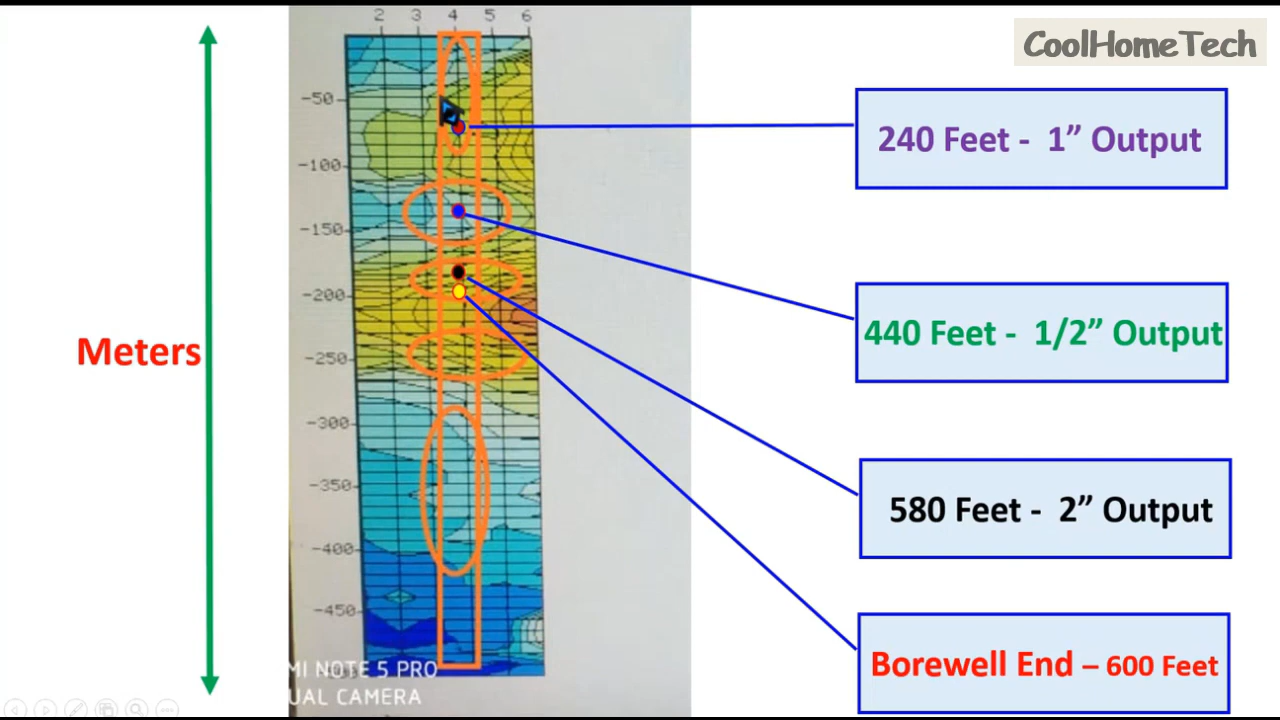 2 3 4 5 6
CoolHomeTech
-50
-100
-150
-200
-250
-300
-350
-400
-450
Meters
240 Feet - 1” Output
440 Feet - 1/2” Output
580 Feet - 2” Output
Borewell End – 600 Feet
MI NOTE 5 PRO
UAL CAMERA